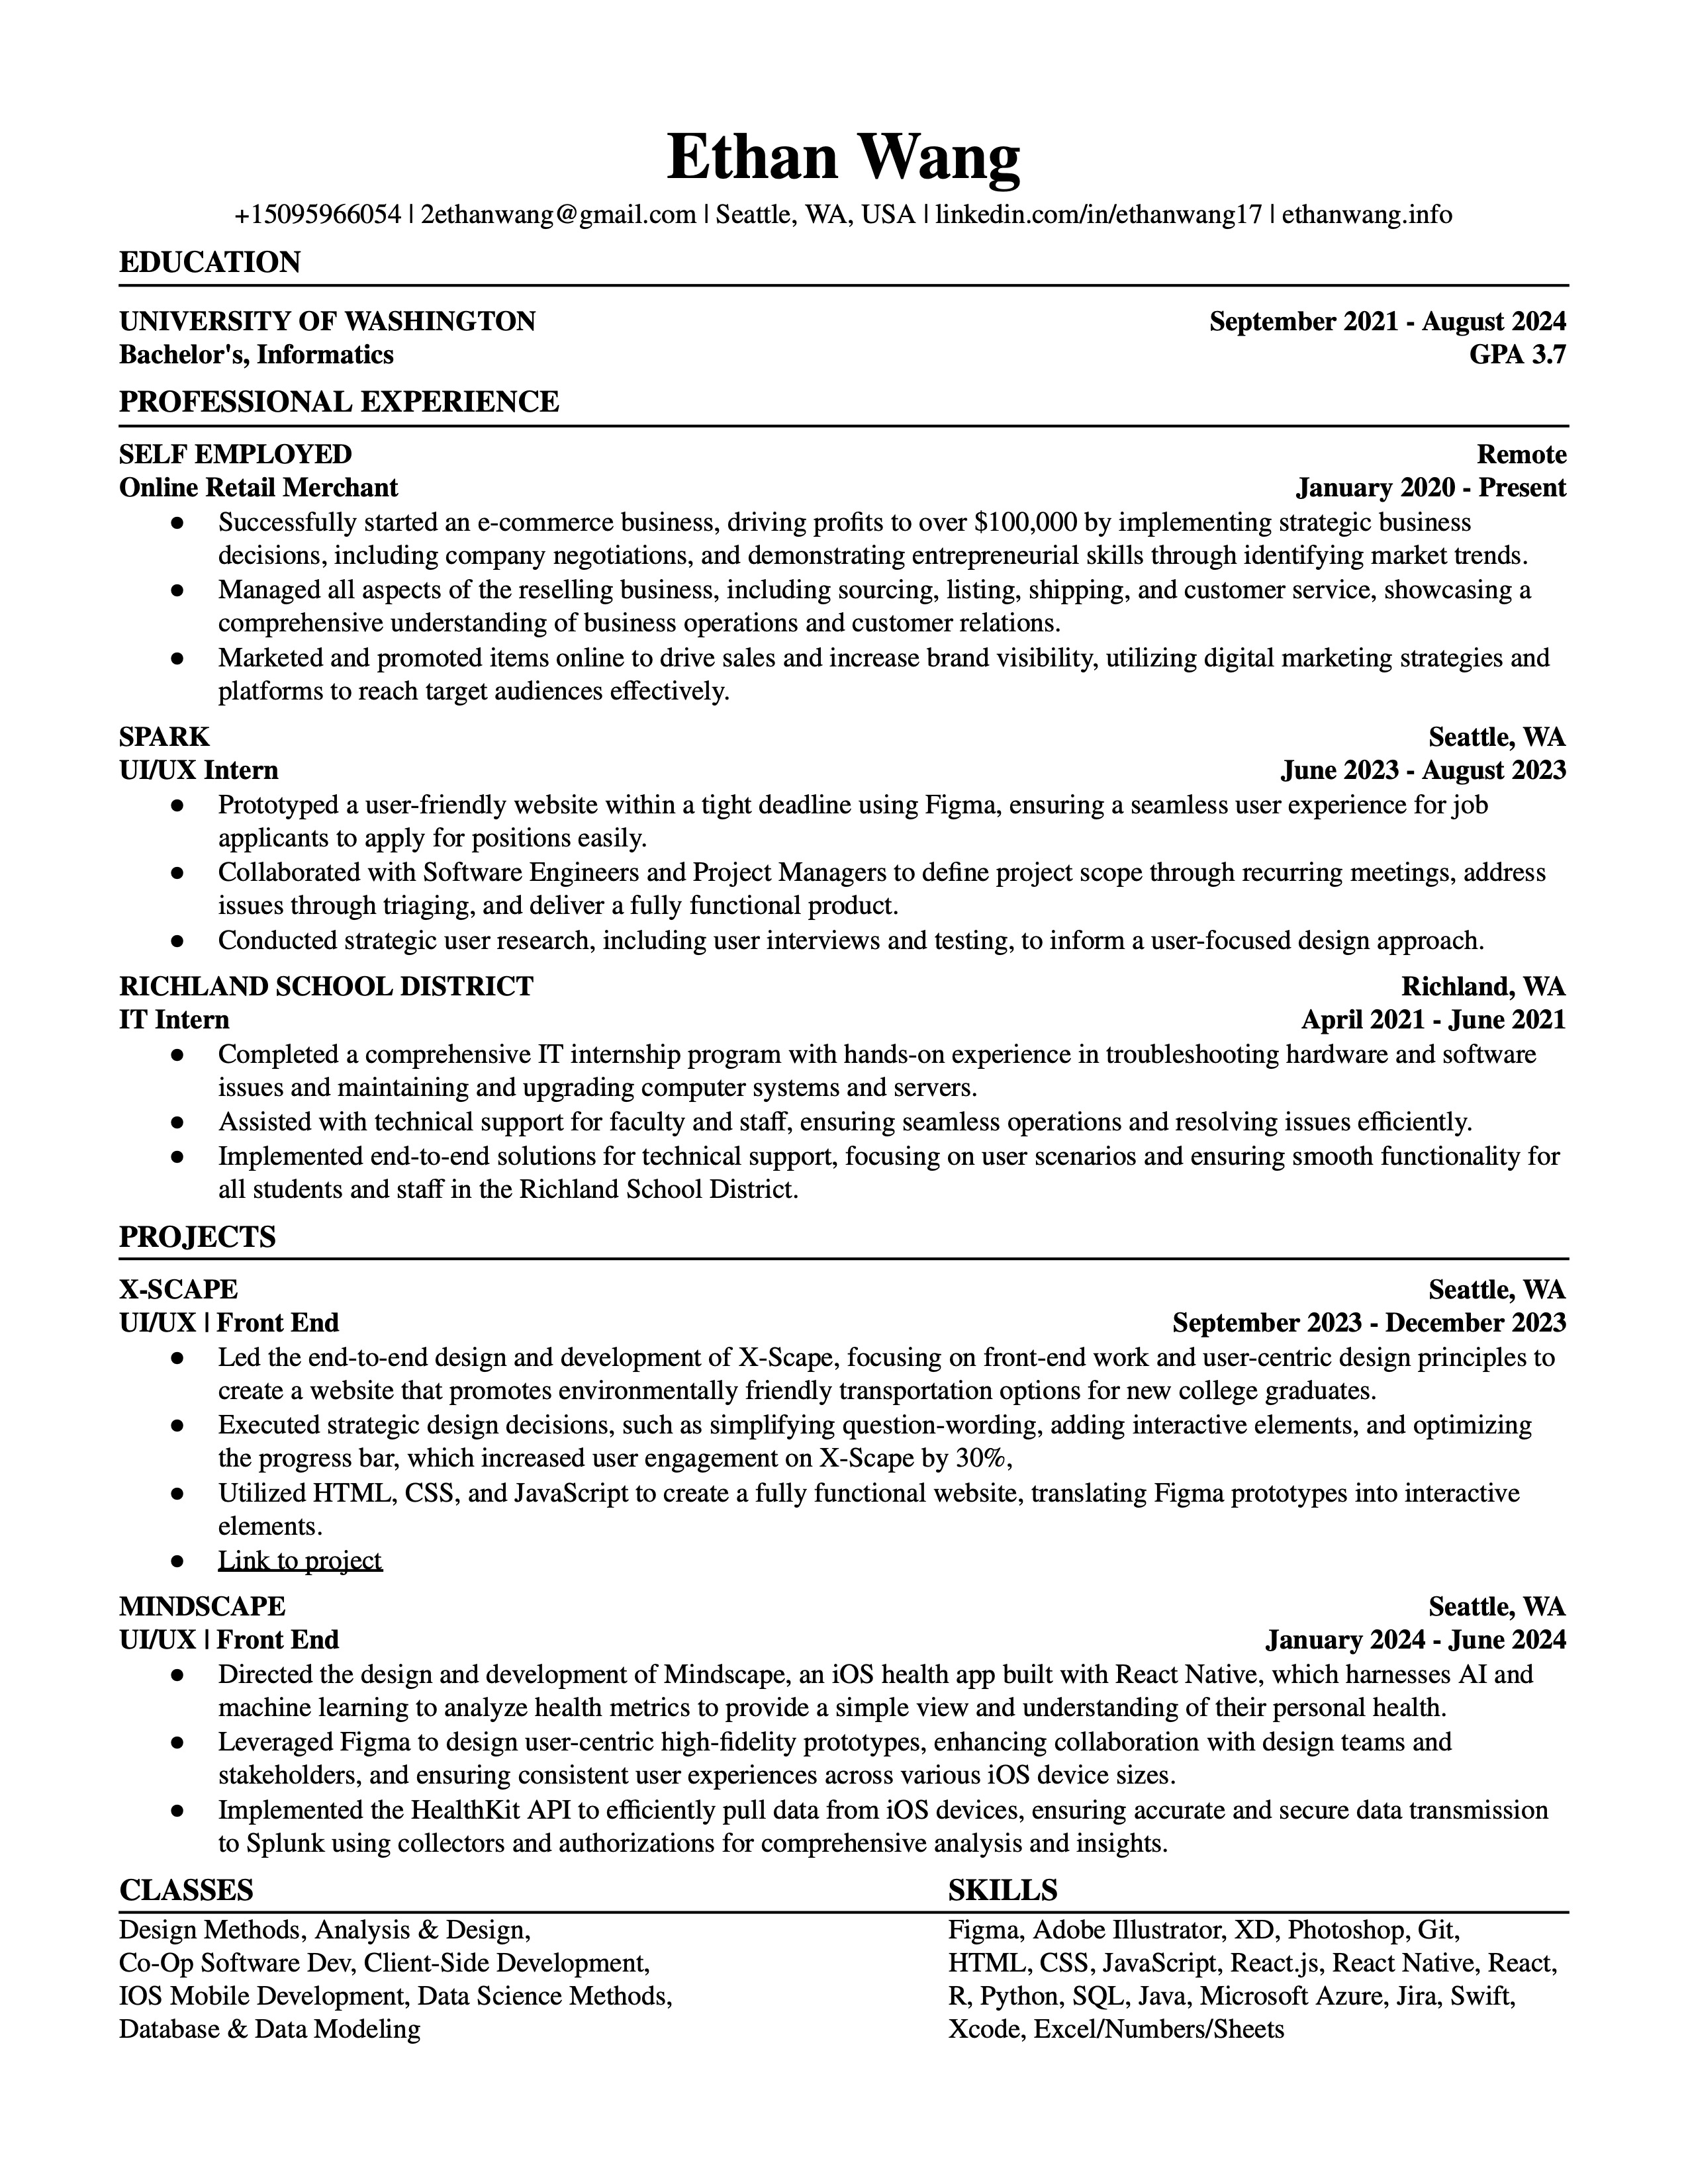 Ethan Wang
+15095966054 | 2ethanwang@gmail.com | Seattle, WA, USA | linkedin.com/in/ethanwang17 | ethanwang.info
EDUCATION
UNIVERSITY OF WASHINGTON September 2021 - August 2024
Bachelor's, Informatics GPA 3.7
PROFESSIONAL EXPERIENCE
SELF EMPLOYED Remote
Online Retail Merchant January 2020 - Present
● Successfully started an e-commerce business, driving profits to over $100,000 by implementing strategic business
decisions, including company negotiations, and demonstrating entrepreneurial skills through identifying market trends.
● Managed all aspects of the reselling business, including sourcing, listing, shipping, and customer service, showcasing a
comprehensive understanding of business operations and customer relations.
● Marketed and promoted items online to drive sales and increase brand visibility, utilizing digital marketing strategies and
platforms to reach target audiences effectively.
SPARK Seattle, WA
UI/UX Intern June 2023 - August 2023
● Prototyped a user-friendly website within a tight deadline using Figma, ensuring a seamless user experience for job
applicants to apply for positions easily.
● Collaborated with Software Engineers and Project Managers to define project scope through recurring meetings, address
issues through triaging, and deliver a fully functional product.
● Conducted strategic user research, including user interviews and testing, to inform a user-focused design approach.
RICHLAND SCHOOL DISTRICT Richland, WA
IT Intern April 2021 - June 2021
● Completed a comprehensive IT internship program with hands-on experience in troubleshooting hardware and software
issues and maintaining and upgrading computer systems and servers.
● Assisted with technical support for faculty and staff, ensuring seamless operations and resolving issues efficiently.
● Implemented end-to-end solutions for technical support, focusing on user scenarios and ensuring smooth functionality for
all students and staff in the Richland School District.
PROJECTS
X-SCAPE Seattle, WA
UI/UX | Front End September 2023 - December 2023
● Led the end-to-end design and development of X-Scape, focusing on front-end work and user-centric design principles to
create a website that promotes environmentally friendly transportation options for new college graduates.
● Executed strategic design decisions, such as simplifying question-wording, adding interactive elements, and optimizing
the progress bar, which increased user engagement on X-Scape by 30%,
● Utilized HTML, CSS, and JavaScript to create a fully functional website, translating Figma prototypes into interactive
elements.
● Link to project
MINDSCAPE Seattle, WA
UI/UX | Front End January 2024 - June 2024
● Directed the design and development of Mindscape, an iOS health app built with React Native, which harnesses AI and
machine learning to analyze health metrics to provide a simple view and understanding of their personal health.
● Leveraged Figma to design user-centric high-fidelity prototypes, enhancing collaboration with design teams and
stakeholders, and ensuring consistent user experiences across various iOS device sizes.
● Implemented the HealthKit API to efficiently pull data from iOS devices, ensuring accurate and secure data transmission
to Splunk using collectors and authorizations for comprehensive analysis and insights.
CLASSES
Design Methods, Analysis & Design,
Co-Op Software Dev, Client-Side Development,
IOS Mobile Development, Data Science Methods,
Database & Data Modeling
SKILLS
Figma, Adobe Illustrator, XD, Photoshop, Git,
HTML, CSS, JavaScript, React.js, React Native, React,
R, Python, SQL, Java, Microsoft Azure, Jira, Swift,
Xcode, Excel/Numbers/Sheets